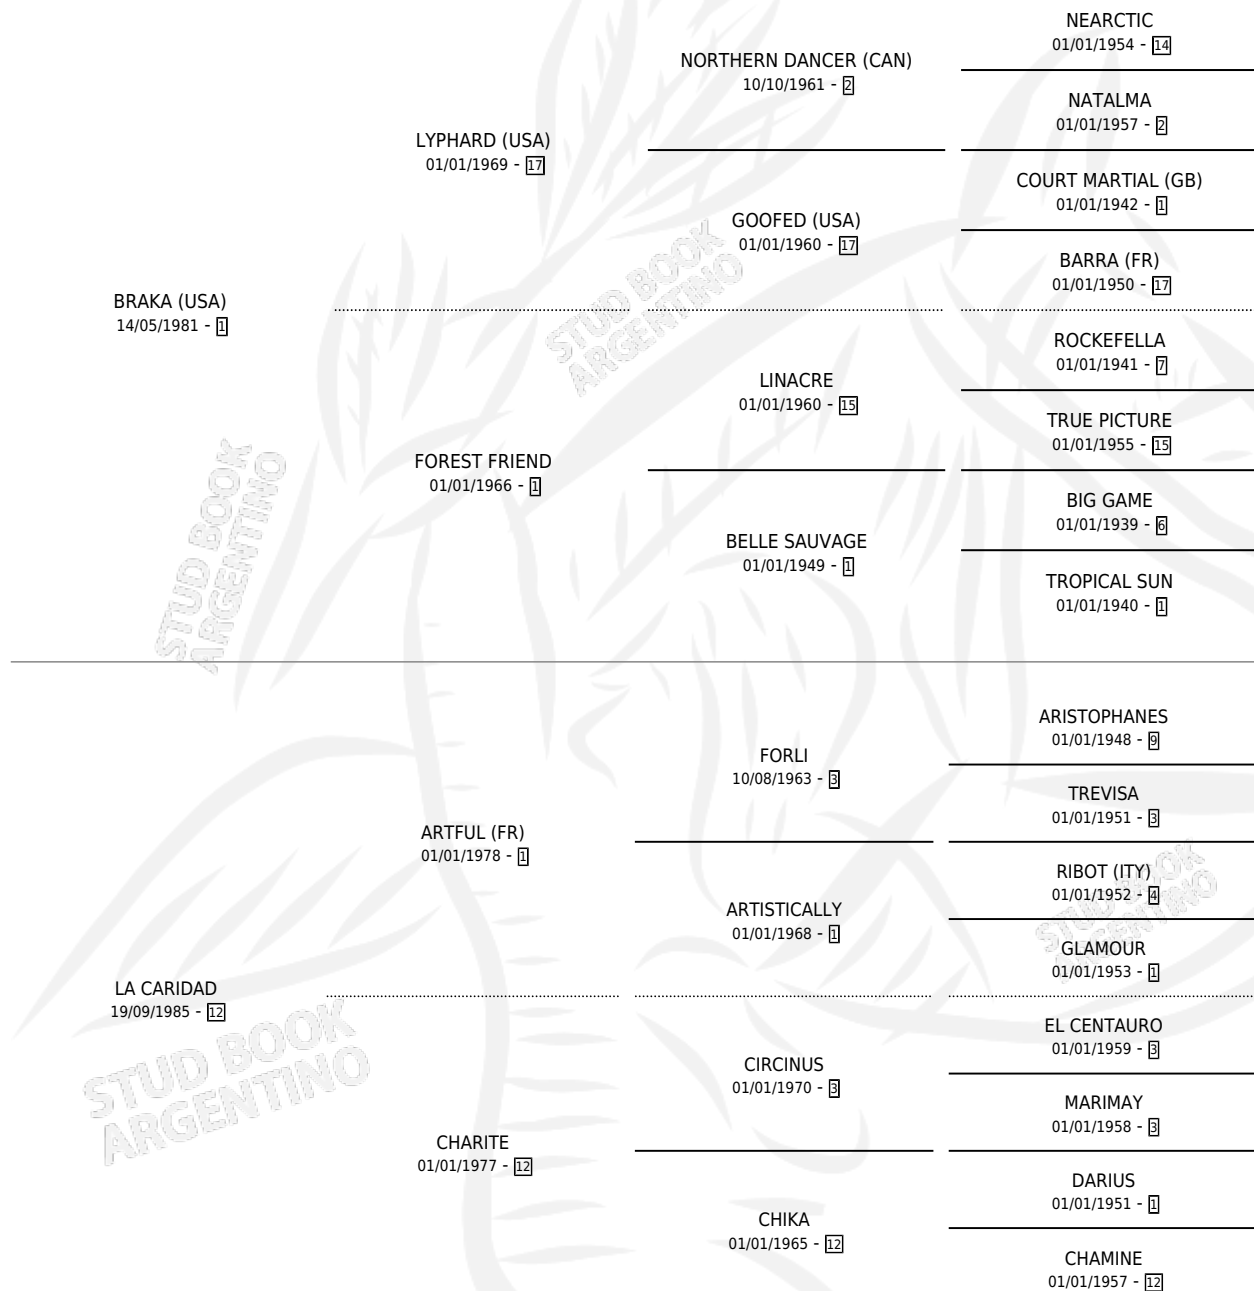 NEARCTIC
01/01/1954 - 14
NORTHERN DANCER (CAN)
10/10/1961 - 2
NATALMA
01/01/1957 - 2
LYPHARD (USA)
01/01/1969 - 17
COURT MARTIAL (GB)
01/01/1942 - 1
GOOFED (USA)
01/01/1960 - 17
BARRA (FR)
01/01/1950 - 17
BRAKA (USA)
14/05/1981 - 1
STUD BOOK
ARGENTINO
ROCKEFELLA
01/01/1941 - 7
LINACRE
01/01/1960 - 15
TRUE PICTURE
01/01/1955 - 15
FOREST FRIEND
01/01/1966 - 1
BIG GAME
01/01/1939 - 6
BELLE SAUVAGE
01/01/1949 - 1
TROPICAL SUN
01/01/1940 - 1
STUD BOOK
ARGENTINO
ARISTOPHANES
01/01/1948 - 9
FORLI
10/08/1963 - 3
TREVISA
01/01/1951 - 3
ARTFUL (FR)
01/01/1978 - 1
RIBOT (ITY)
01/01/1952 - 4
ARTISTICALLY
01/01/1968 - 1
GLAMOUR
01/01/1953 - 1
STUD BOOK
ARGENTINO
LA CARIDAD
19/09/1985 - 12
EL CENTAURO
01/01/1959 - 3
CIRCINUS
01/01/1970 - 3
MARIMAY
01/01/1958 - 3
STUD BOOK
ARGENTINO
CHARITE
01/01/1977 - 12
DARIUS
01/01/1951 - 1
CHIKA
01/01/1965 - 12
CHAMINE
01/01/1957 - 12